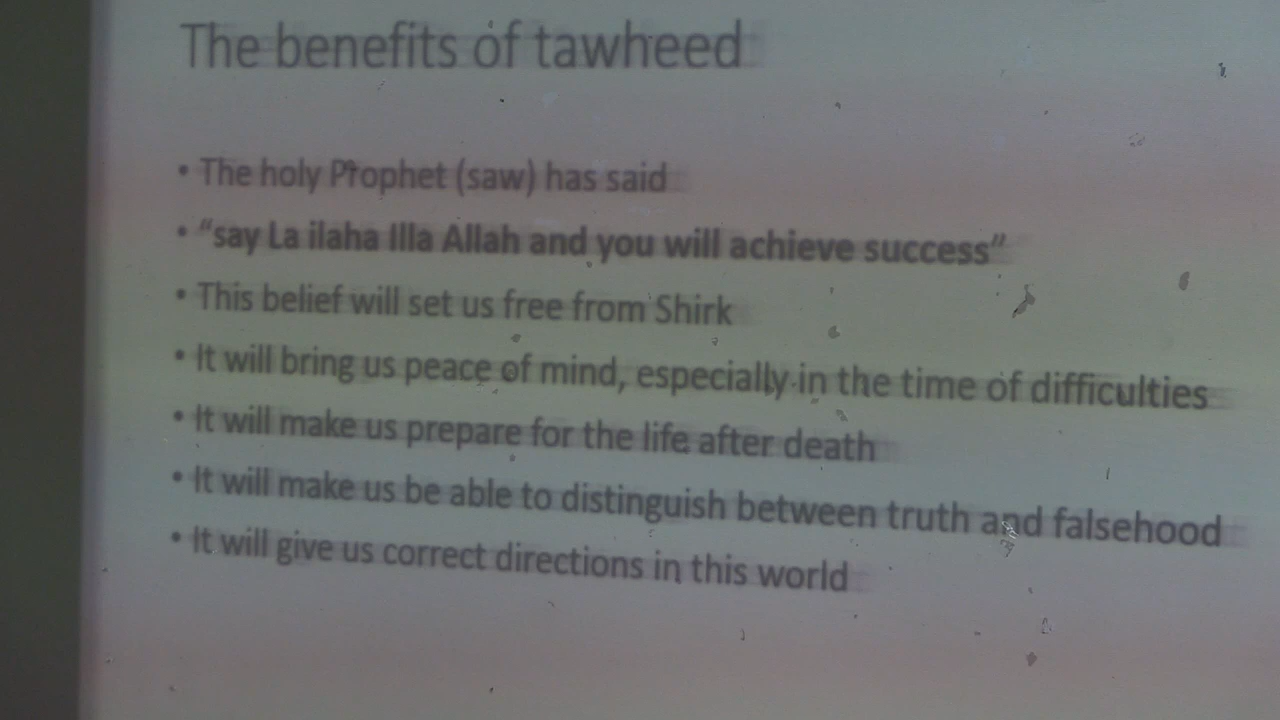 The benefits of tawheed
• The holy Prophet (saw) has said
• “say La ilaha Illa Allah and you will achieve success”
• This belief will set us free from Shirk
• It will bring us peace of mind, especially in the time of difficulties
• It will make us prepare for the life after death
• It will make us be able to distinguish between truth and falsehood
• It will give us correct directions in this world